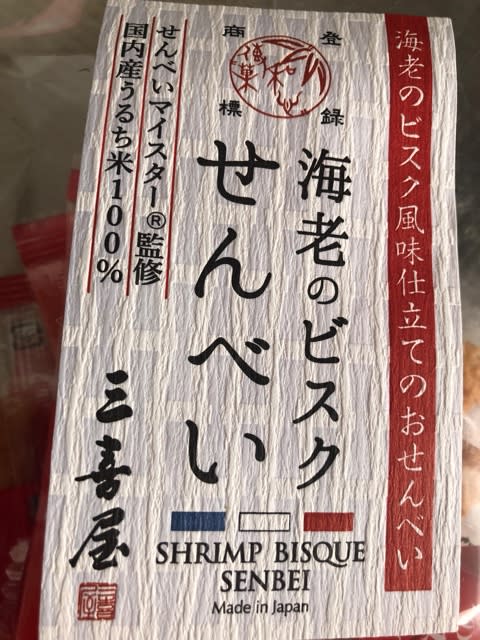 海老のビスク風味仕立てのおせんべい
登録
商標
海老のビスク
せんべい
せんべいマイスター®監修
国内産うるち米100%
三喜屋
SHRIMP BISQUE
SENBEI
Made in Japan